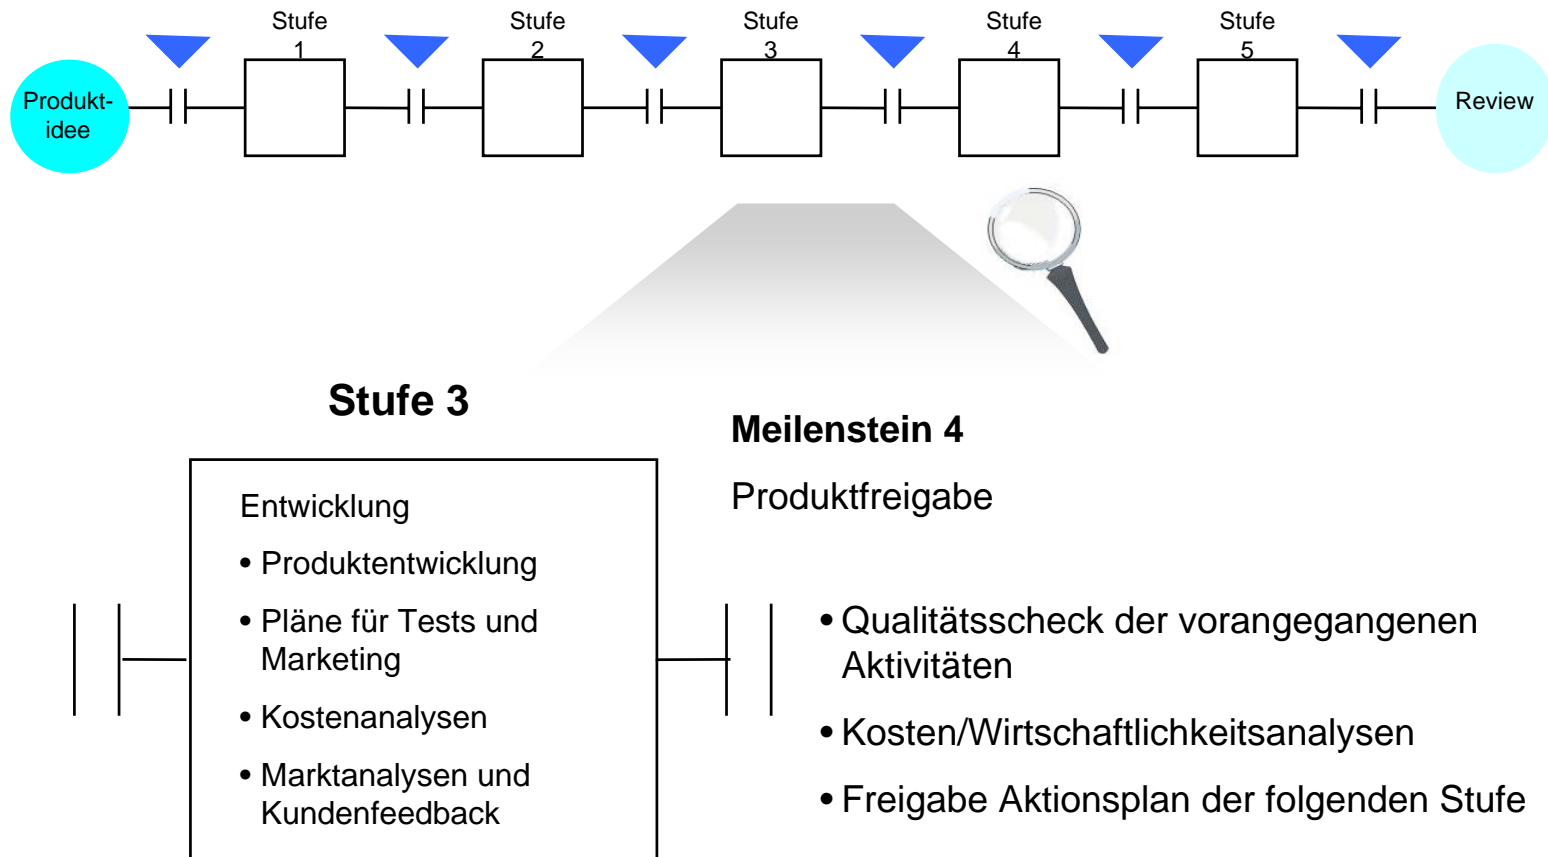 Stufe
1
Stufe
2
Stufe
3
Stufe
4
Stufe
5
Produkt-
idee
Review
Stufe 3
Meilenstein 4
Produktfreigabe
Entwicklung
• Produktentwicklung
• Pläne für Tests und
Marketing
• Kostenanalysen
• Marktanalysen und
Kundenfeedback
• Qualitätsscheck der vorangegangenen
Aktivitäten
• Kosten/Wirtschaftlichkeitsanalysen
• Freigabe Aktionsplan der folgenden Stufe